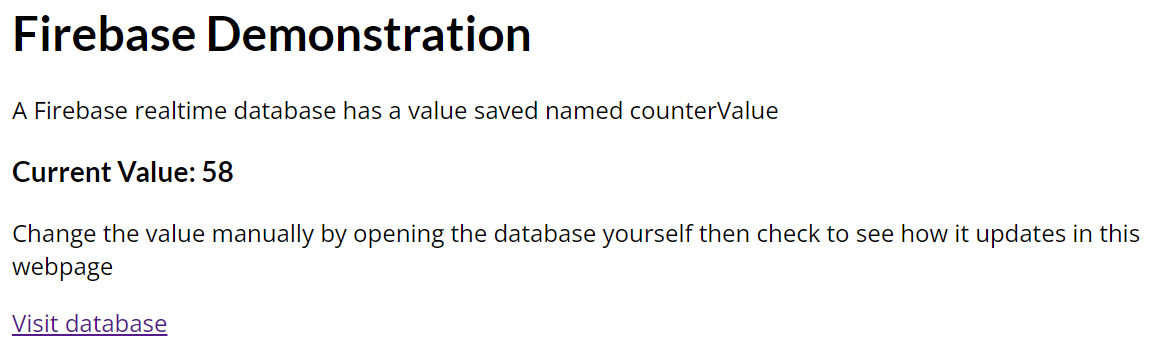 Firebase Demonstration
A Firebase realtime database has a value saved named counterValue
Current Value: 58
Change the value manually by opening the database yourself then check to see how it updates in this
webpage
Visit database